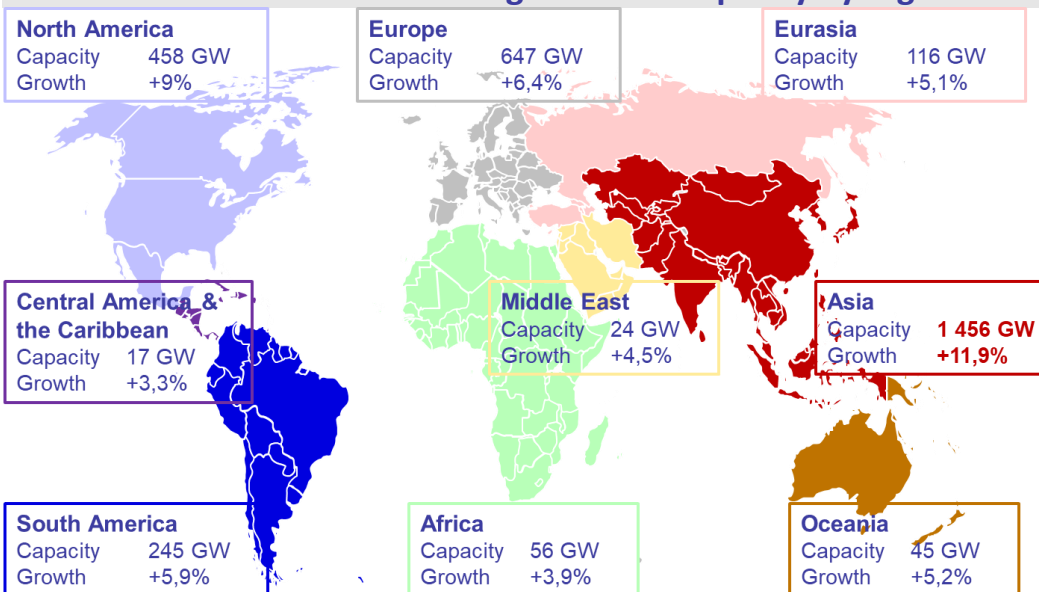 North America
Capacity 458 GW
Growth +9%
Europe
Capacity 647 GW
Growth +6,4%
Eurasia
Capacity 116 GW
Growth +5,1%
Central America &
the Caribbean
Capacity 17 GW
Growth +3,3%
Middle East
Capacity 24 GW
Growth +4,5%
Asia
Capacity 1 456 GW
Growth +11,9%
South America
Capacity 245 GW
Growth +5,9%
Africa
Capacity 56 GW
Growth +3,9%
Oceania
Capacity 45 GW
Growth +5,2%